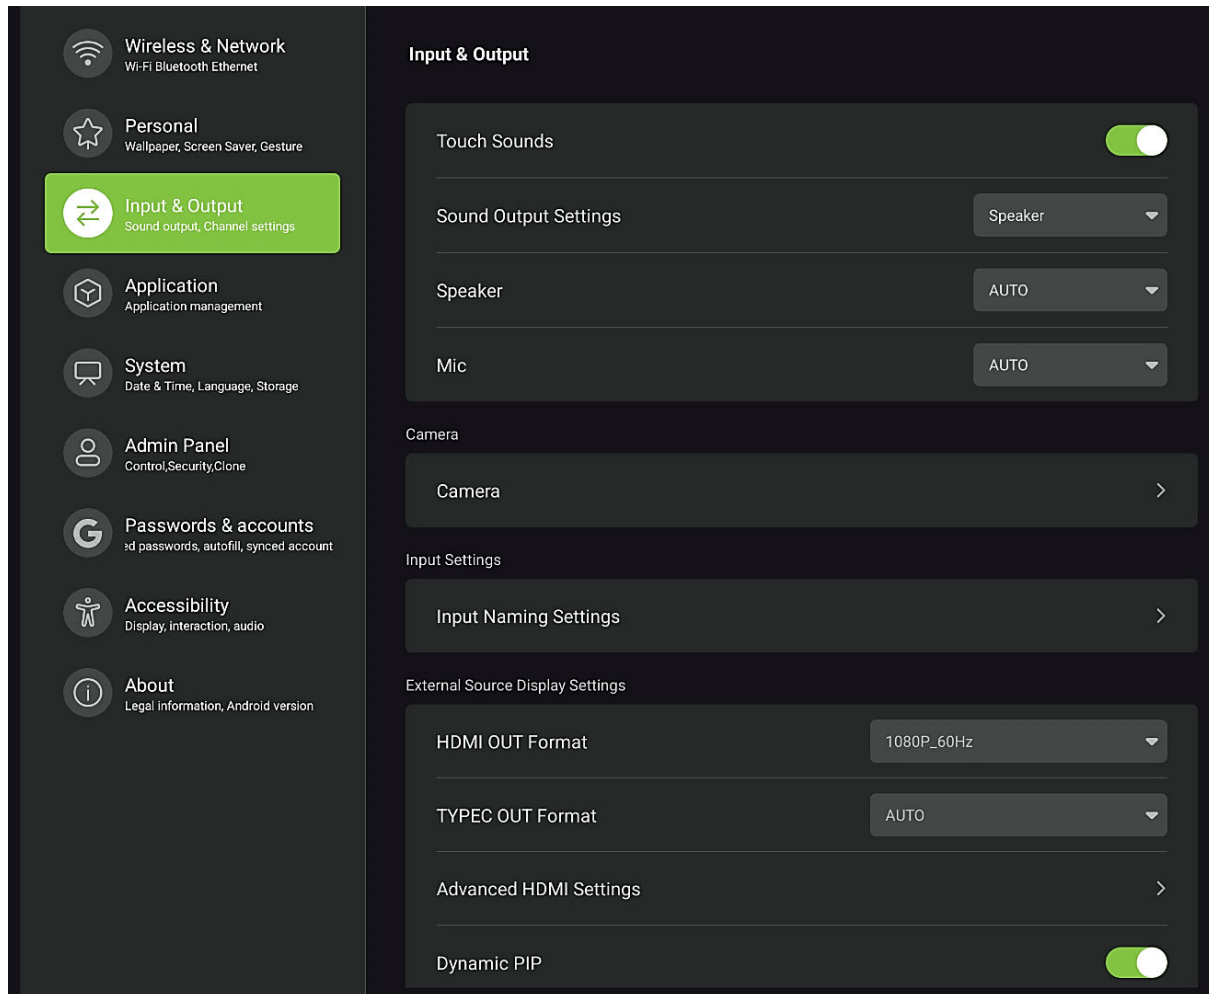 Wireless & Network
Wi-Fi Bluetooth Ethernet
Personal
Wallpaper, Screen Saver, Gesture
Input & Output
Sound output, Channel settings
Application
Application management
System
Date & Time, Language, Storage
Admin Panel
Control,Security,Clone
Passwords & accounts
ed passwords, autofill, synced account
Accessibility
Display, interaction, audio
About
Legal information, Android version
Input & Output
Touch Sounds
Sound Output Settings
Speaker
Speaker
AUTO
Mic
AUTO
Camera
Camera
Input Settings
Input Naming Settings
External Source Display Settings
HDMI OUT Format
1080P_60Hz
TYPEC OUT Format
AUTO
Advanced HDMI Settings
Dynamic PIP